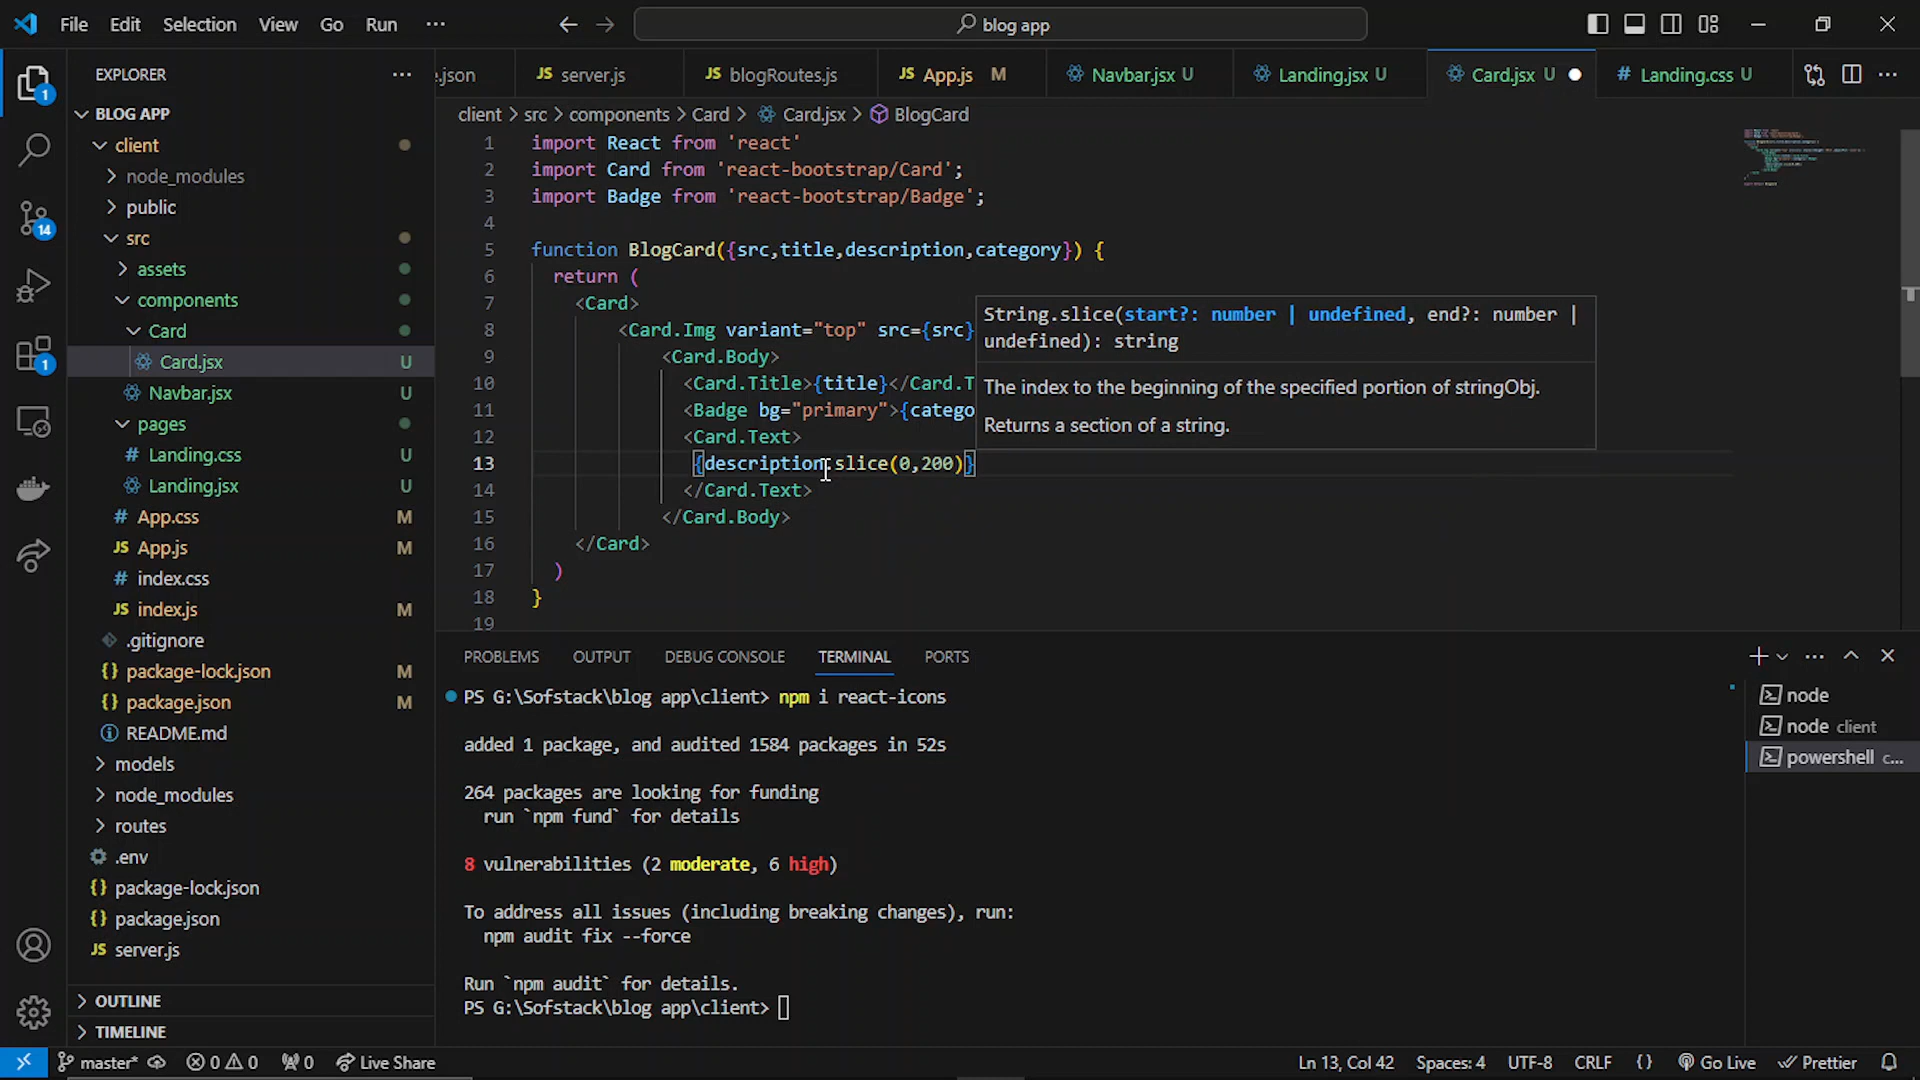 File Edit Selection View Go Run ···
blog app
EXPLORER
BLOG APP
client
node_modules
public
src
assets
components
Card
Card.jsx U
Navbar.jsx U
pages
Landing.css U
Landing.jsx U
App.css M
App.js M
index.css
index.js M
.gitignore
package-lock.json M
package.json M
README.md
models
node_modules
routes
.env
package-lock.json
package.json
server.js
OUTLINE
TIMELINE
1
14
1
e.json
JS server.js
JS blogRoutes.js
JS App.js M
Navbar.jsx U
Landing.jsx U
Card.jsx U
# Landing.css U
client > src > components > Card > Card.jsx > BlogCard
1 import React from 'react'
2 import Card from 'react-bootstrap/Card';
3 import Badge from 'react-bootstrap/Badge';
4
5 function BlogCard({src,title,description,category}) {
6 return (
7 <Card>
8 <Card.Img variant="top" src={src}
9 <Card.Body>
10 <Card.Title>{title}</Card.T
11 <Badge bg="primary">{catego
12 <Card.Text>
13 {description.slice(0,200)}
14 </Card.Text>
15 </Card.Body>
16 </Card>
17 )
18 }
19
String.slice(start?: number | undefined, end?: number |
undefined): string
The index to the beginning of the specified portion of stringObj.
Returns a section of a string.
PROBLEMS OUTPUT DEBUG CONSOLE TERMINAL PORTS
PS G:\Sofstack\blog app\client> npm i react-icons
added 1 package, and audited 1584 packages in 52s
264 packages are looking for funding
run `npm fund` for details
8 vulnerabilities (2 moderate, 6 high)
To address all issues (including breaking changes), run:
npm audit fix --force
Run `npm audit` for details.
PS G:\Sofstack\blog app\client>
node
node client
powershell c...
master* 0 0 0 Live Share
Ln 13, Col 42 Spaces: 4 UTF-8 CRLF {} Go Live Prettier